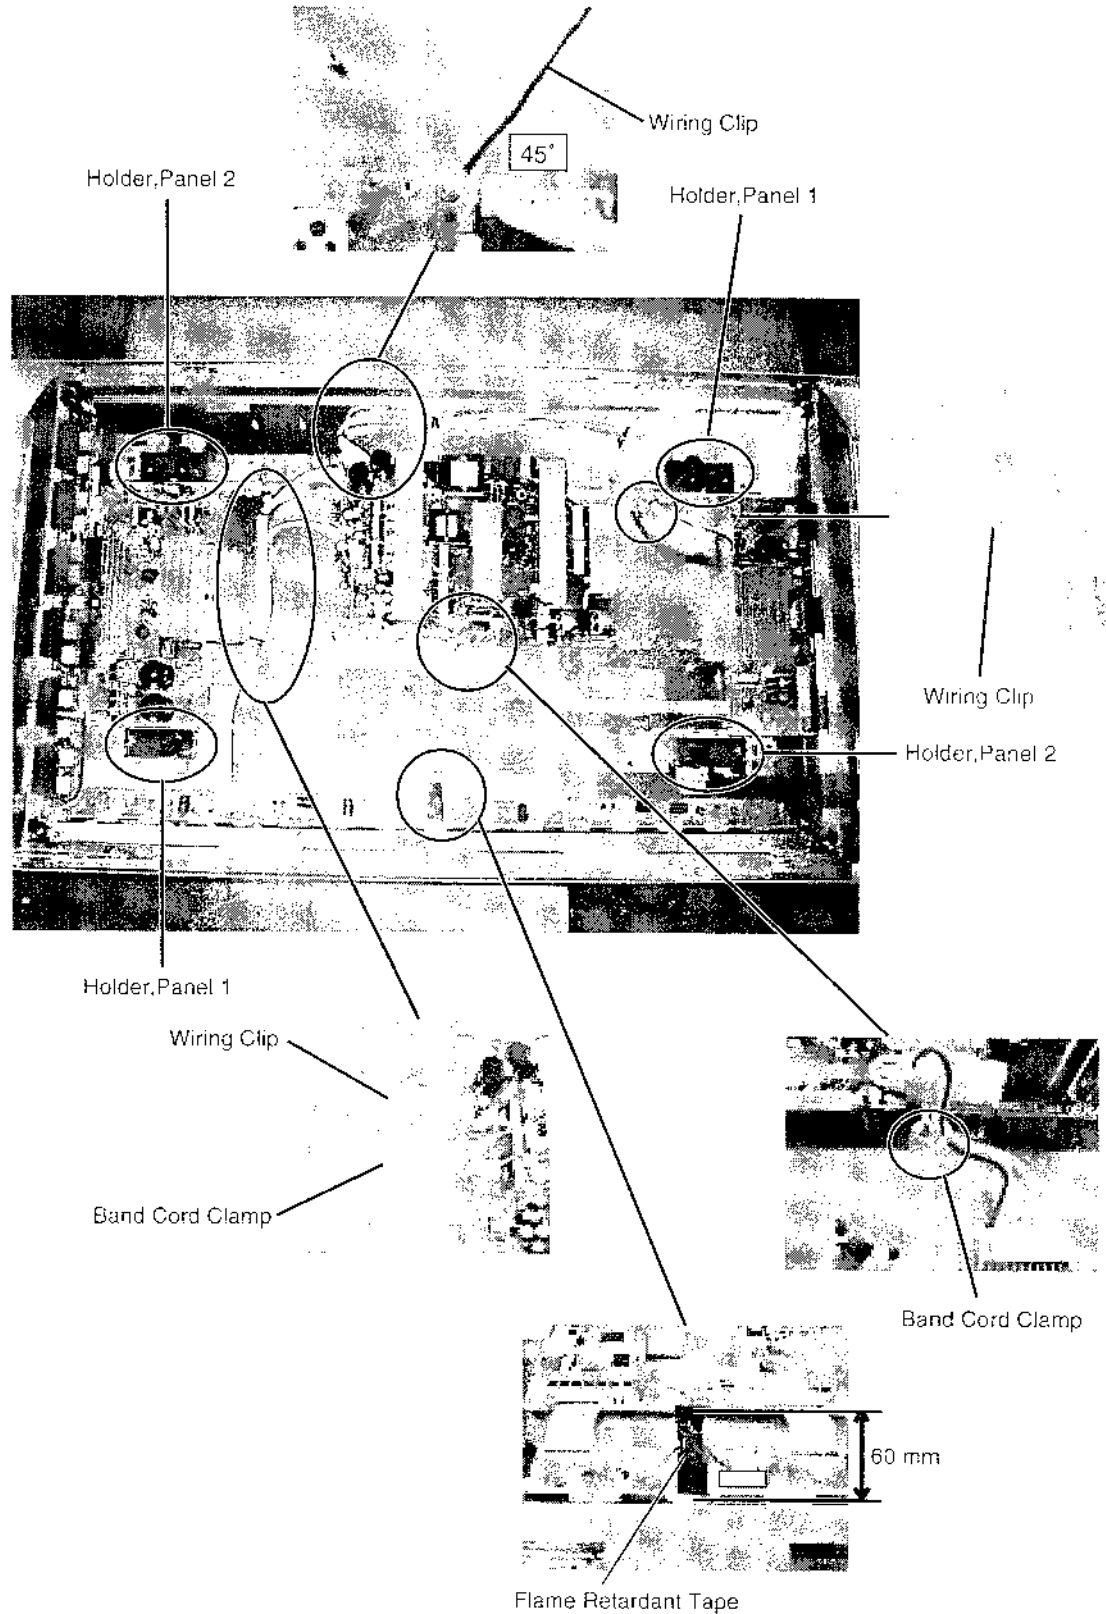 Wiring Clip
45°
Holder,Panel 2
Holder,Panel 1
Wiring Clip
Holder,Panel 2
Holder,Panel 1
Wiring Clip
Band Cord Clamp
Band Cord Clamp
60 mm
Flame Retardant Tape